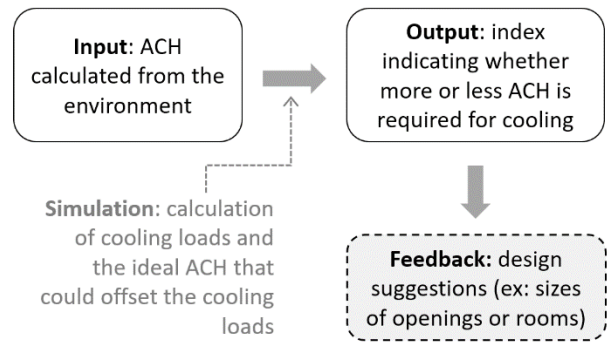 Input: ACH
calculated from the
environment
Output: index
indicating whether
more or less ACH is
required for cooling
Simulation: calculation
of cooling loads and
the ideal ACH that
could offset the cooling
loads
Feedback: design
suggestions (ex: sizes
of openings or rooms)